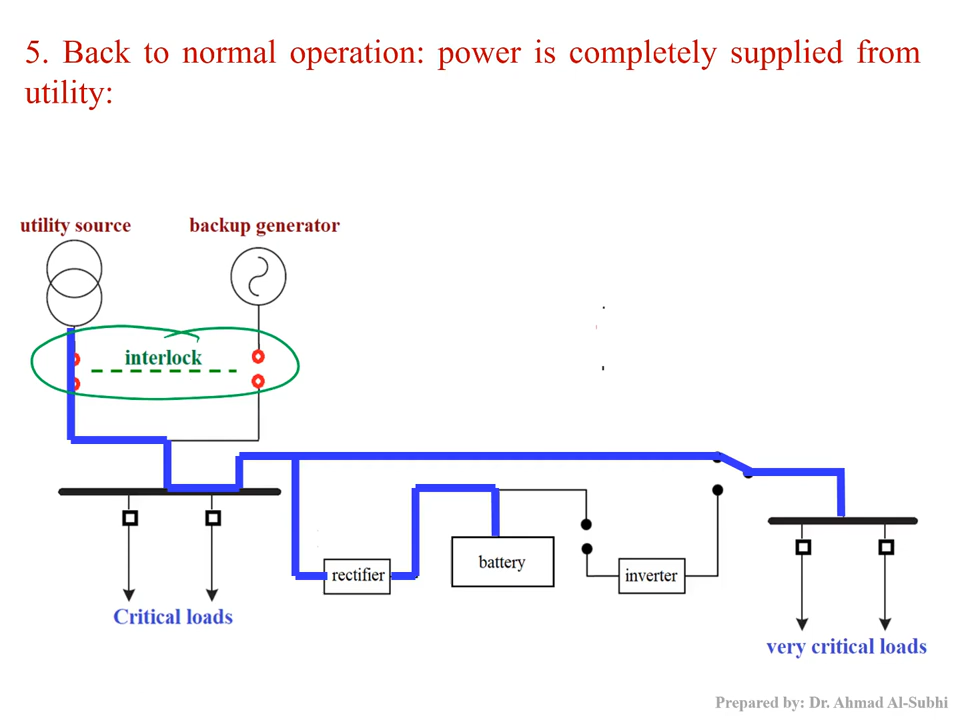 5. Back to normal operation: power is completely supplied from
utility:
utility source
backup generator
interlock
rectifier
battery
inverter
Critical loads
very critical loads
Prepared by: Dr. Ahmad Al-Subhi